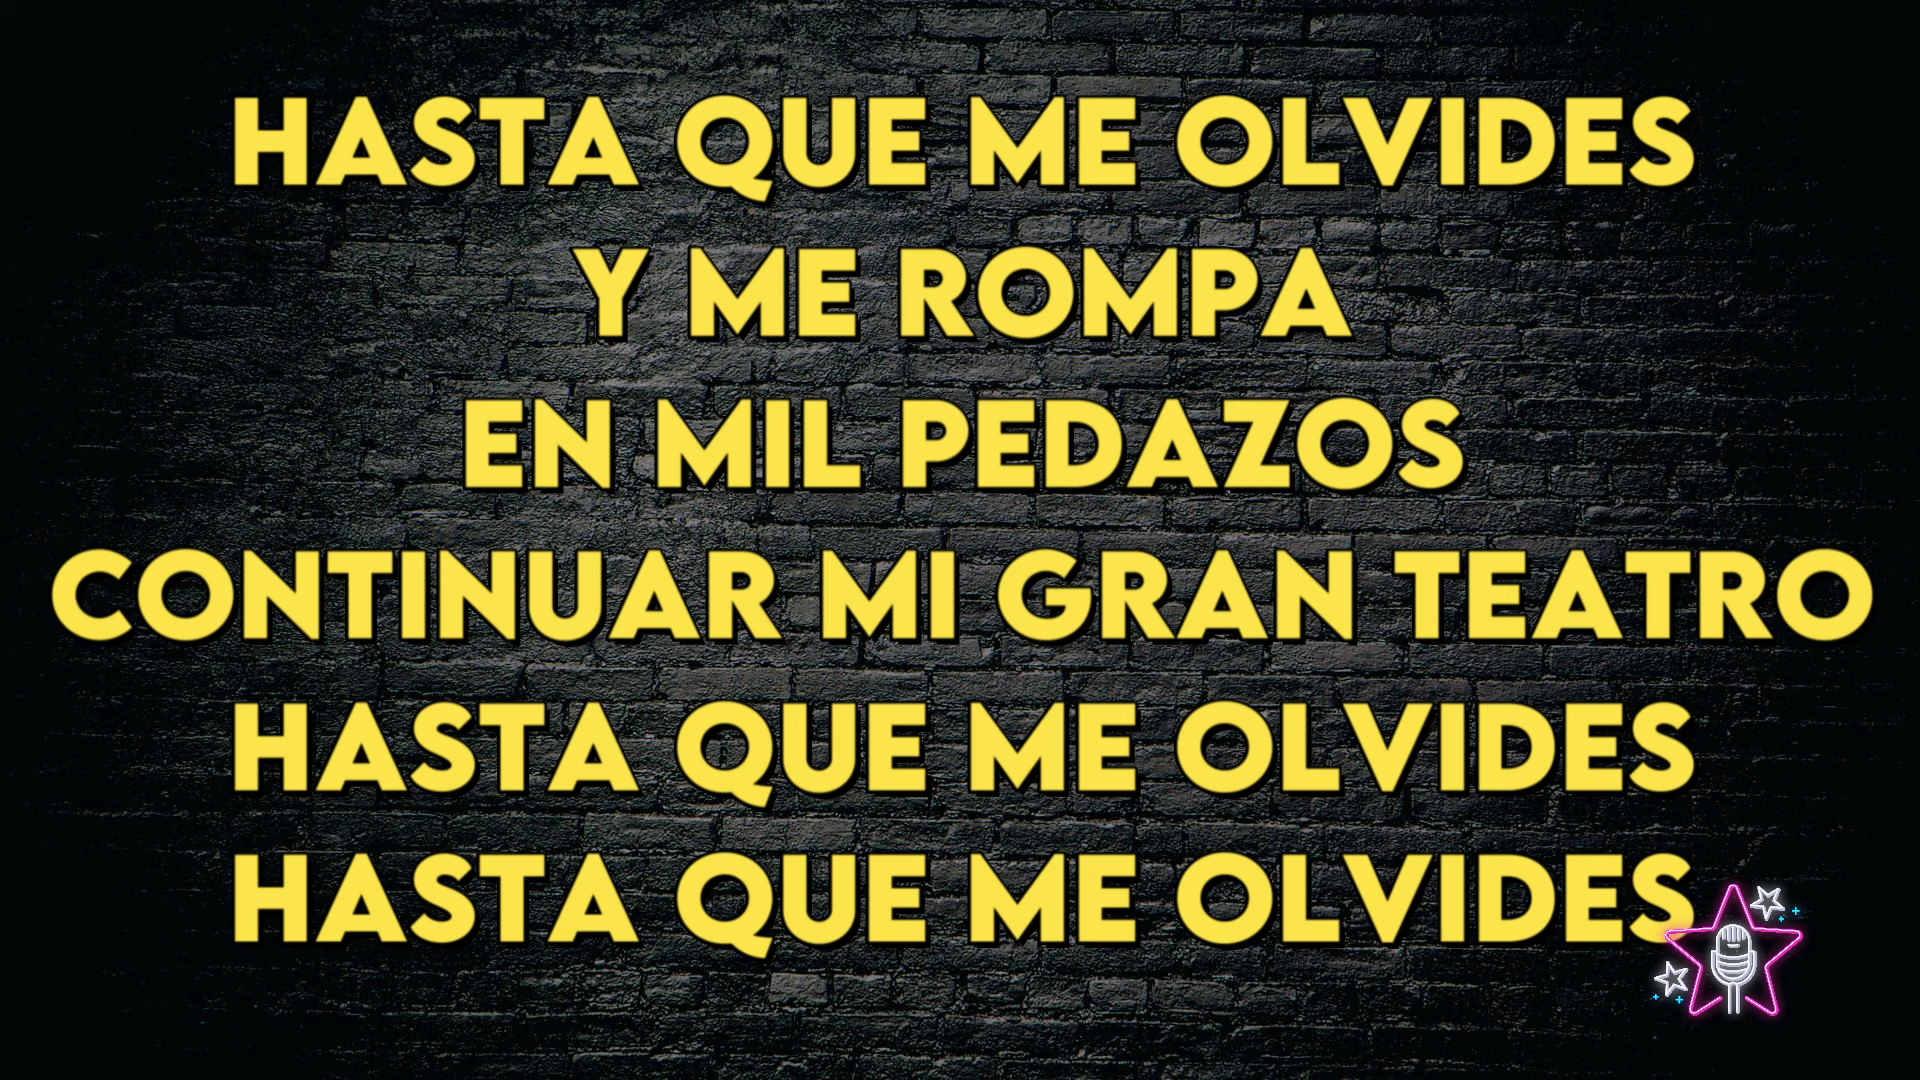 HASTA QUE ME OLVIDES
Y ME ROMPA
EN MIL PEDAZOS
CONTINUAR MI GRAN TEATRO
HASTA QUE ME OLVIDES
HASTA QUE ME OLVIDES